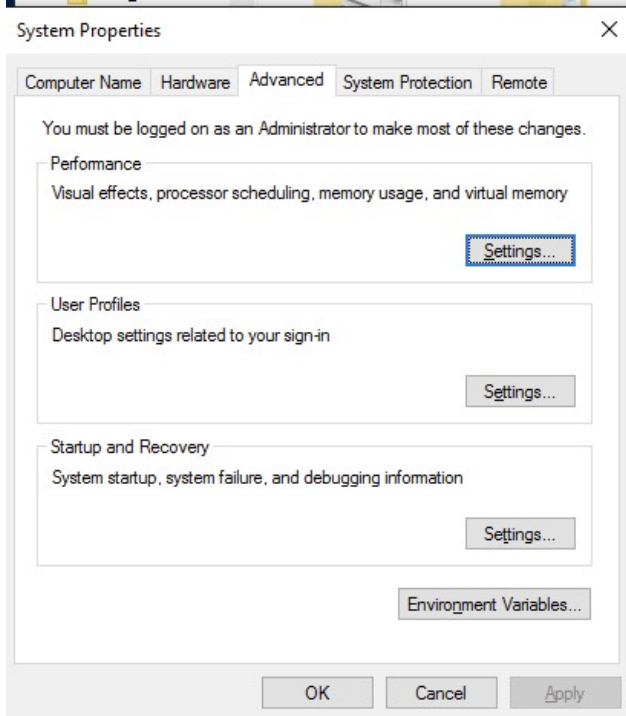 System Properties
Computer Name Hardware Advanced System Protection Remote
You must be logged on as an Administrator to make most of these changes.
Performance
Visual effects, processor scheduling, memory usage, and virtual memory
Settings...
User Profiles
Desktop settings related to your sign-in
Settings...
Startup and Recovery
System startup, system failure, and debugging information
Settings...
Environment Variables...
OK Cancel Apply